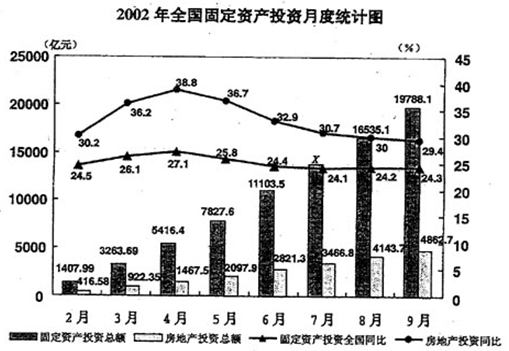 2002年全国固定资产投资月度统计图
(亿元) (%)
25000 45
40
20000 38.8 19788.1
36.2 36.7 35
32.9 30.7 16535.1
30.2 30 29.4 30
15000 27.1 X
24.5 26.1 25.8 24.4 24.1 24.2 24.3 25
11103.5 20
10000
7827.6 15
5416.4
5000 3263.69 4143.7 4862.7 10
1407.99 1467.5 2097.9 2821.3 3466.8
416.58 922.35 5
0 0
2月 3月 4月 5月 6月 7月 8月 9月
固定资产投资总额 房地产投资总额 固定资产投资全国同比 房地产投资同比